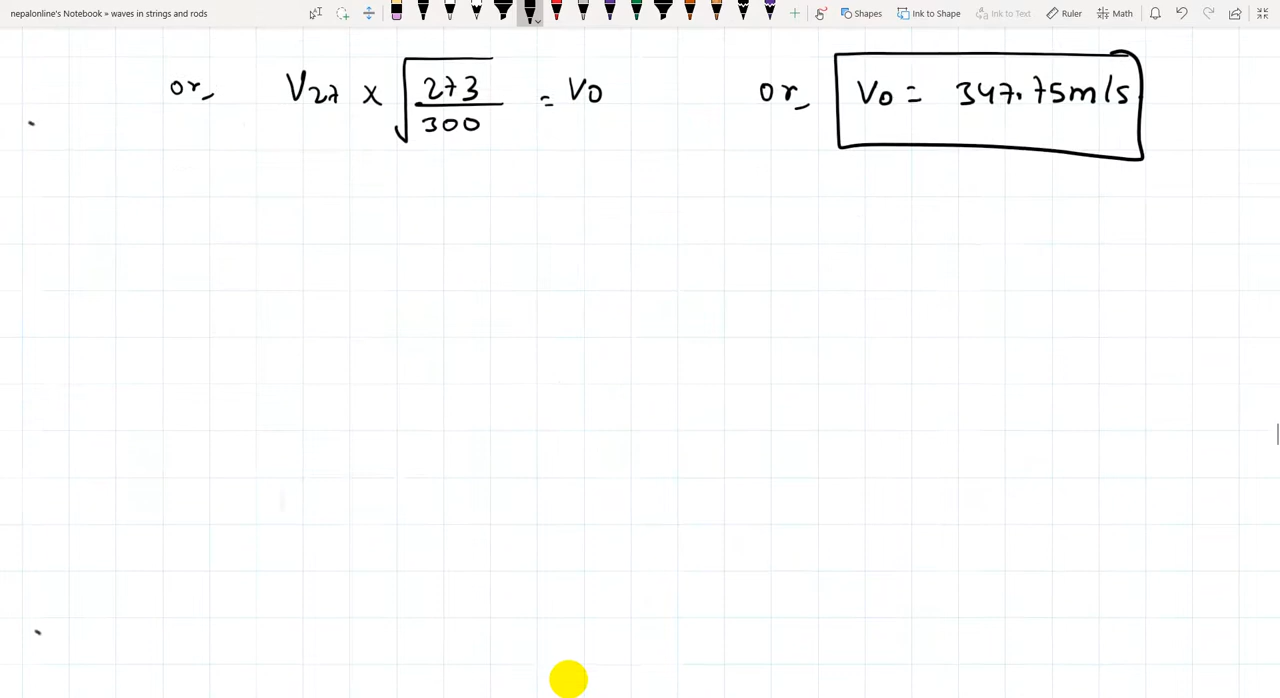 nepalonline's Notebook » waves in strings and rods
Shapes Ink to Shape Ink to Text Ruler Math
or, V₂₇ × √(273/300) = V₀ or, V₀ = 347.75m/s